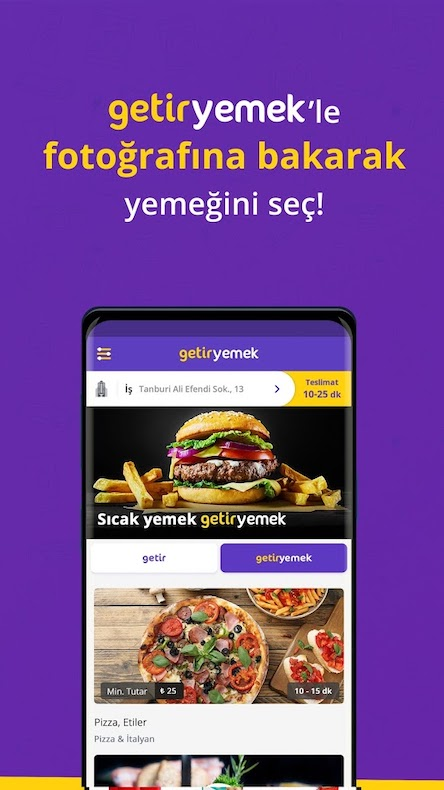 getiryemek'le
fotoğrafına bakarak
yemeğini seç!
getiryemek
İş Tanburi Ali Efendi Sok., 13
Teslimat
10-25 dk
Sıcak yemek getiryemek
getir
getiryemek
Min. Tutar ₺ 25
10 - 15 dk
Pizza, Etiler
Pizza & İtalyan